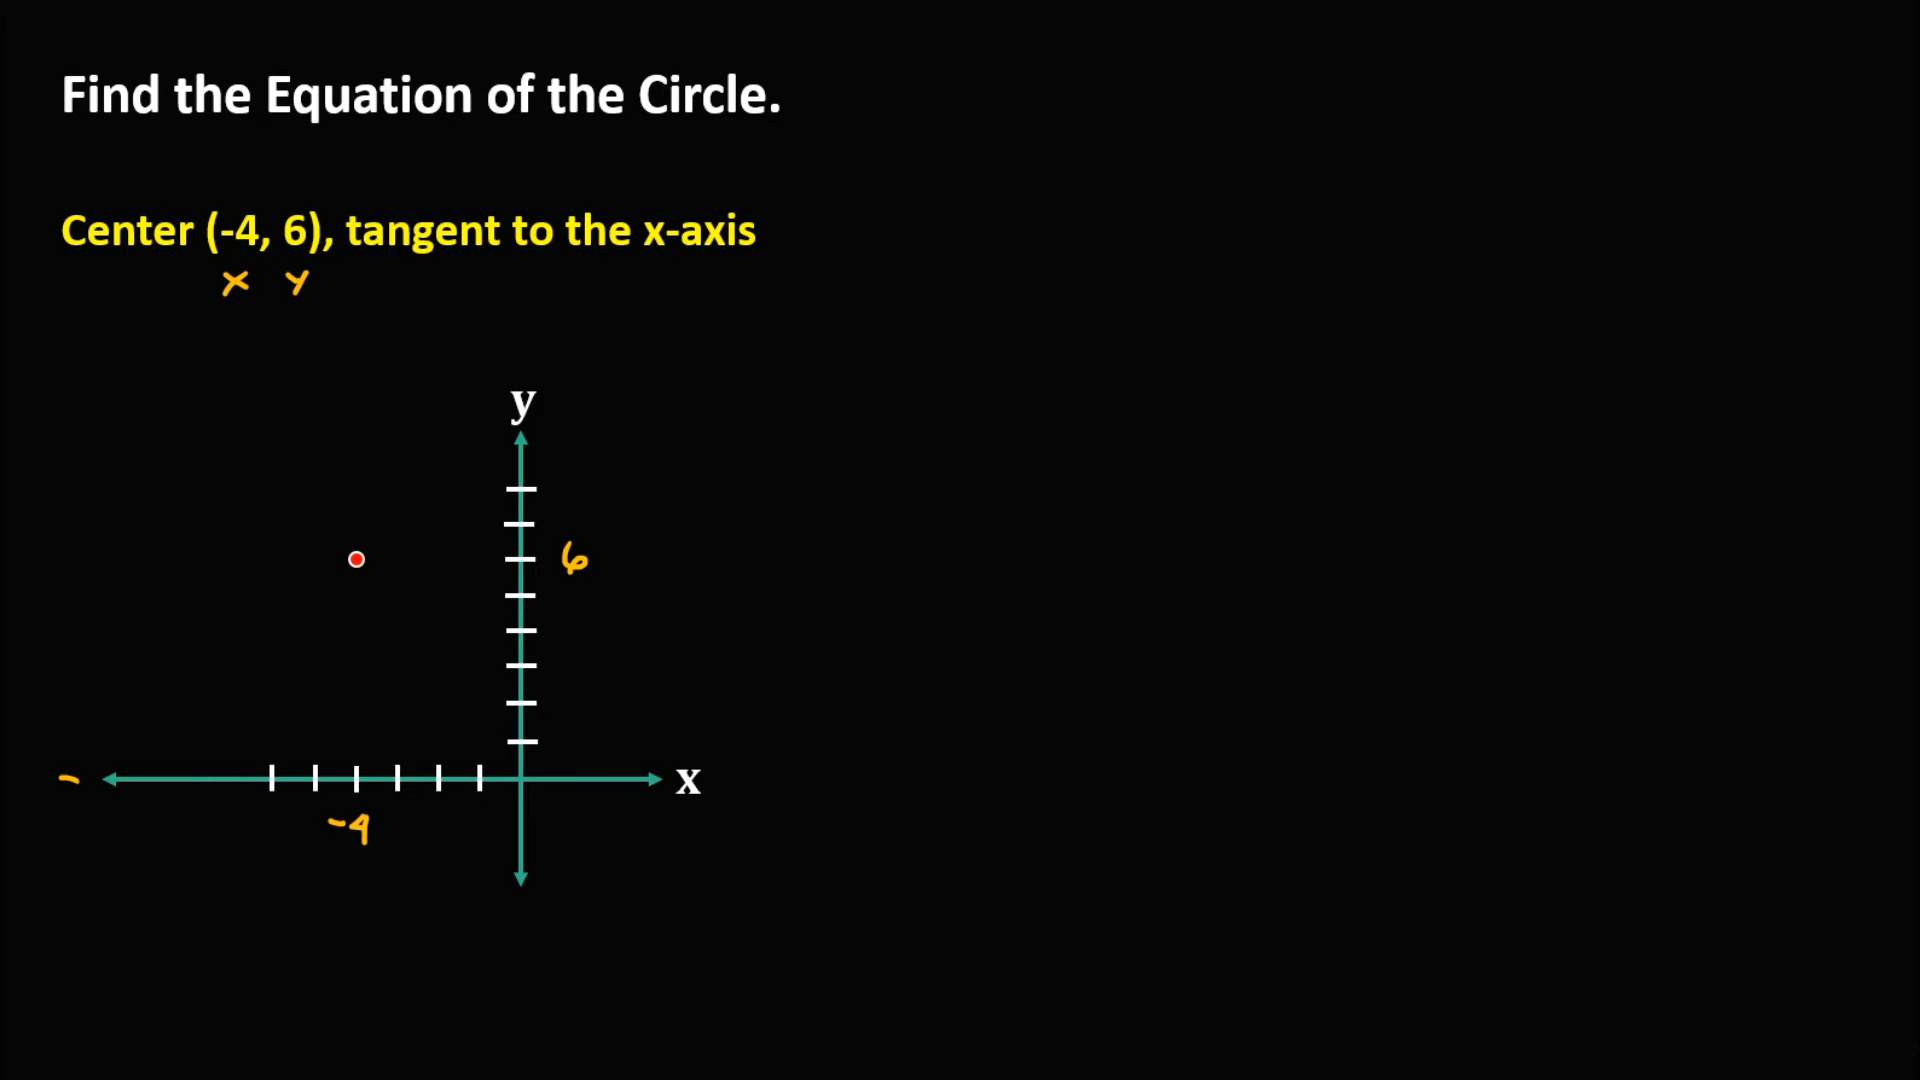 Find the Equation of the Circle.
Center (-4, 6), tangent to the x-axis
x y
y
6
- x
-4